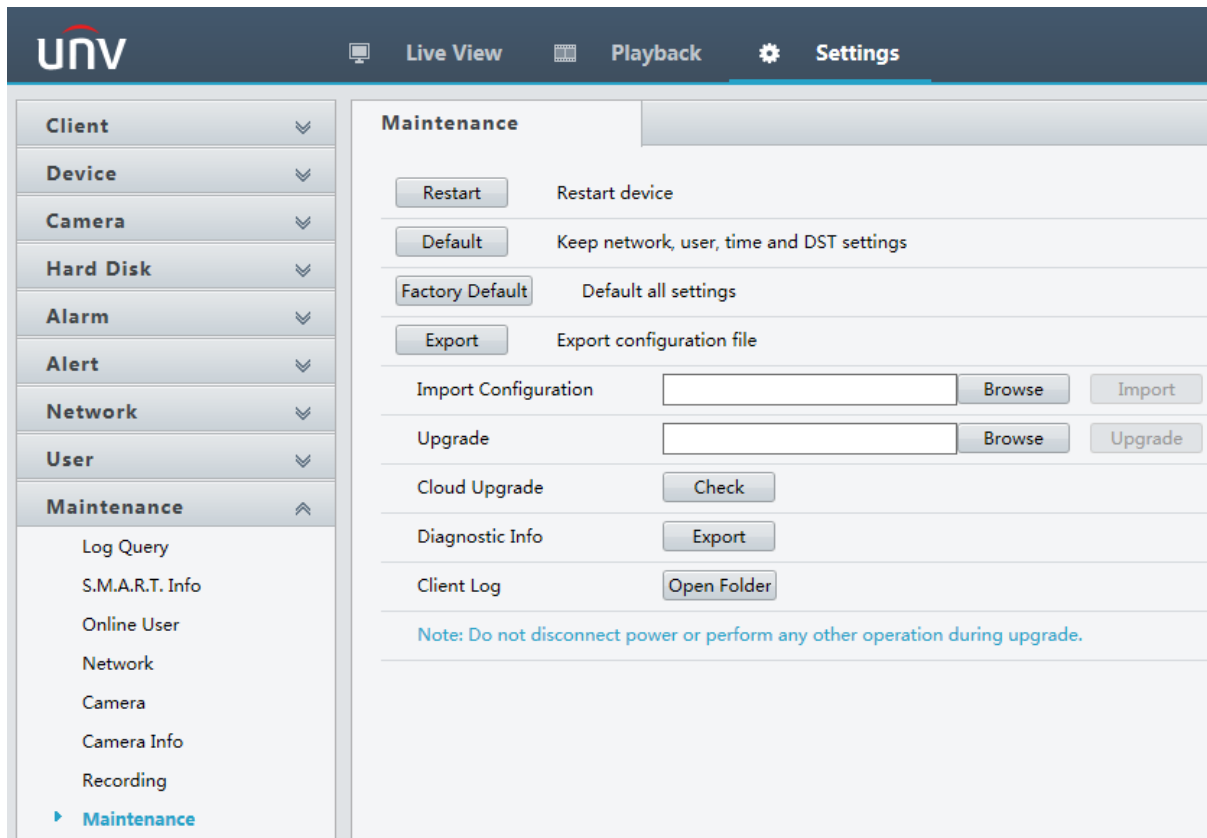 unv
Live View
Playback
Settings
Client
Device
Camera
Hard Disk
Alarm
Alert
Network
User
Maintenance
Log Query
S.M.A.R.T. Info
Online User
Network
Camera
Camera Info
Recording
Maintenance
Maintenance
Restart Restart device
Default Keep network, user, time and DST settings
Factory Default Default all settings
Export Export configuration file
Import Configuration Browse Import
Upgrade Browse Upgrade
Cloud Upgrade Check
Diagnostic Info Export
Client Log Open Folder
Note: Do not disconnect power or perform any other operation during upgrade.